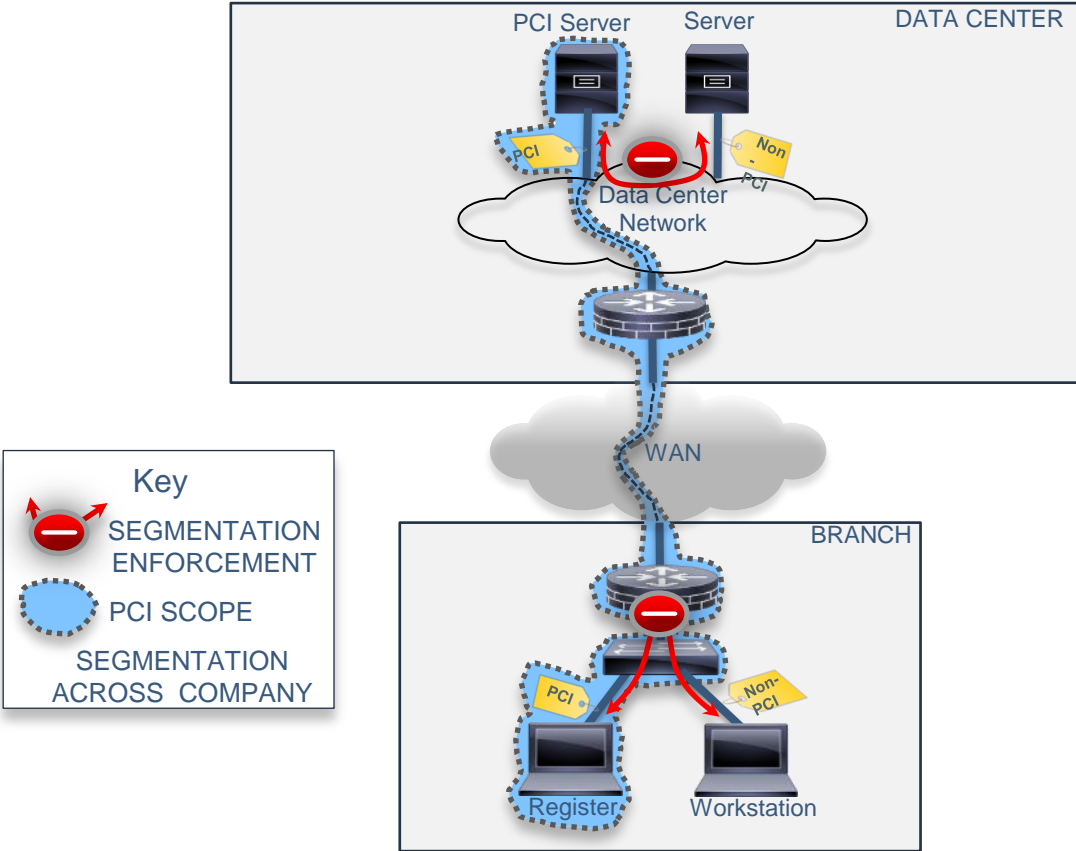 DATA CENTER
PCI Server
Server
PCI
Non
-
PCI
Data Center
Network
WAN
Key
SEGMENTATION
ENFORCEMENT
PCI SCOPE
SEGMENTATION
ACROSS COMPANY
BRANCH
PCI
Non-
PCI
Register
Workstation